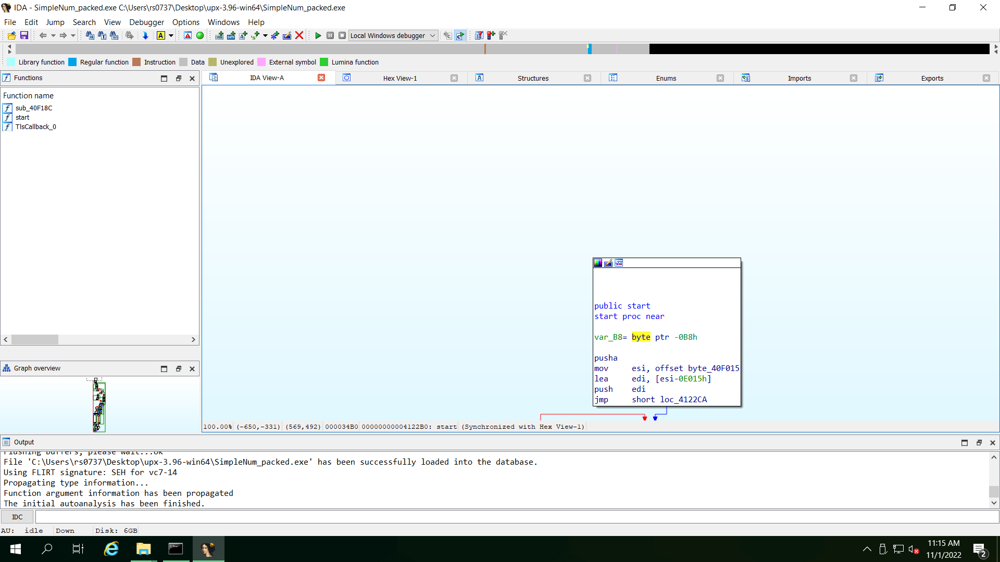 IDA - SimpleNum_packed.exe C:\Users\rs0737\Desktop\upx-3.96-win64\SimpleNum_packed.exe
File Edit Jump Search View Debugger Options Windows Help
Local Windows debugger
Library function Regular function Instruction Data Unexplored External symbol Lumina function
Functions
IDA View-A Hex View-1 Structures Enums Imports Exports
Function name
sub_40F18C
start
TlsCallback_0
public start
start proc near
var_B8= byte ptr -0B8h
pusha
mov esi, offset byte_40F015
lea edi, [esi-0E015h]
push edi
jmp short loc_4122CA
Graph overview
100.00% (-650,-331) (569,492) 000034B0 00000000004122B0: start (Synchronized with Hex View-1)
Output
Flushing buffers, please wait...ok
File 'C:\Users\rs0737\Desktop\upx-3.96-win64\SimpleNum_packed.exe' has been successfully loaded into the database.
Using FLIRT signature: SEH for vc7-14
Propagating type information...
Function argument information has been propagated
The initial autoanalysis has been finished.
IDC
AU: idle Down Disk: 6GB
11:15 AM
11/1/2022
2